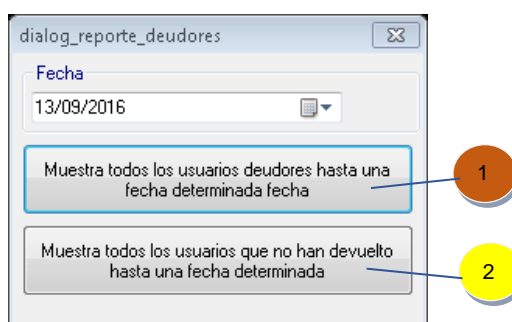 dialog_reporte_deudores
Fecha
13/09/2016
Muestra todos los usuarios deudores hasta una
fecha determinada fecha
1
Muestra todos los usuarios que no han devuelto
hasta una fecha determinada
2